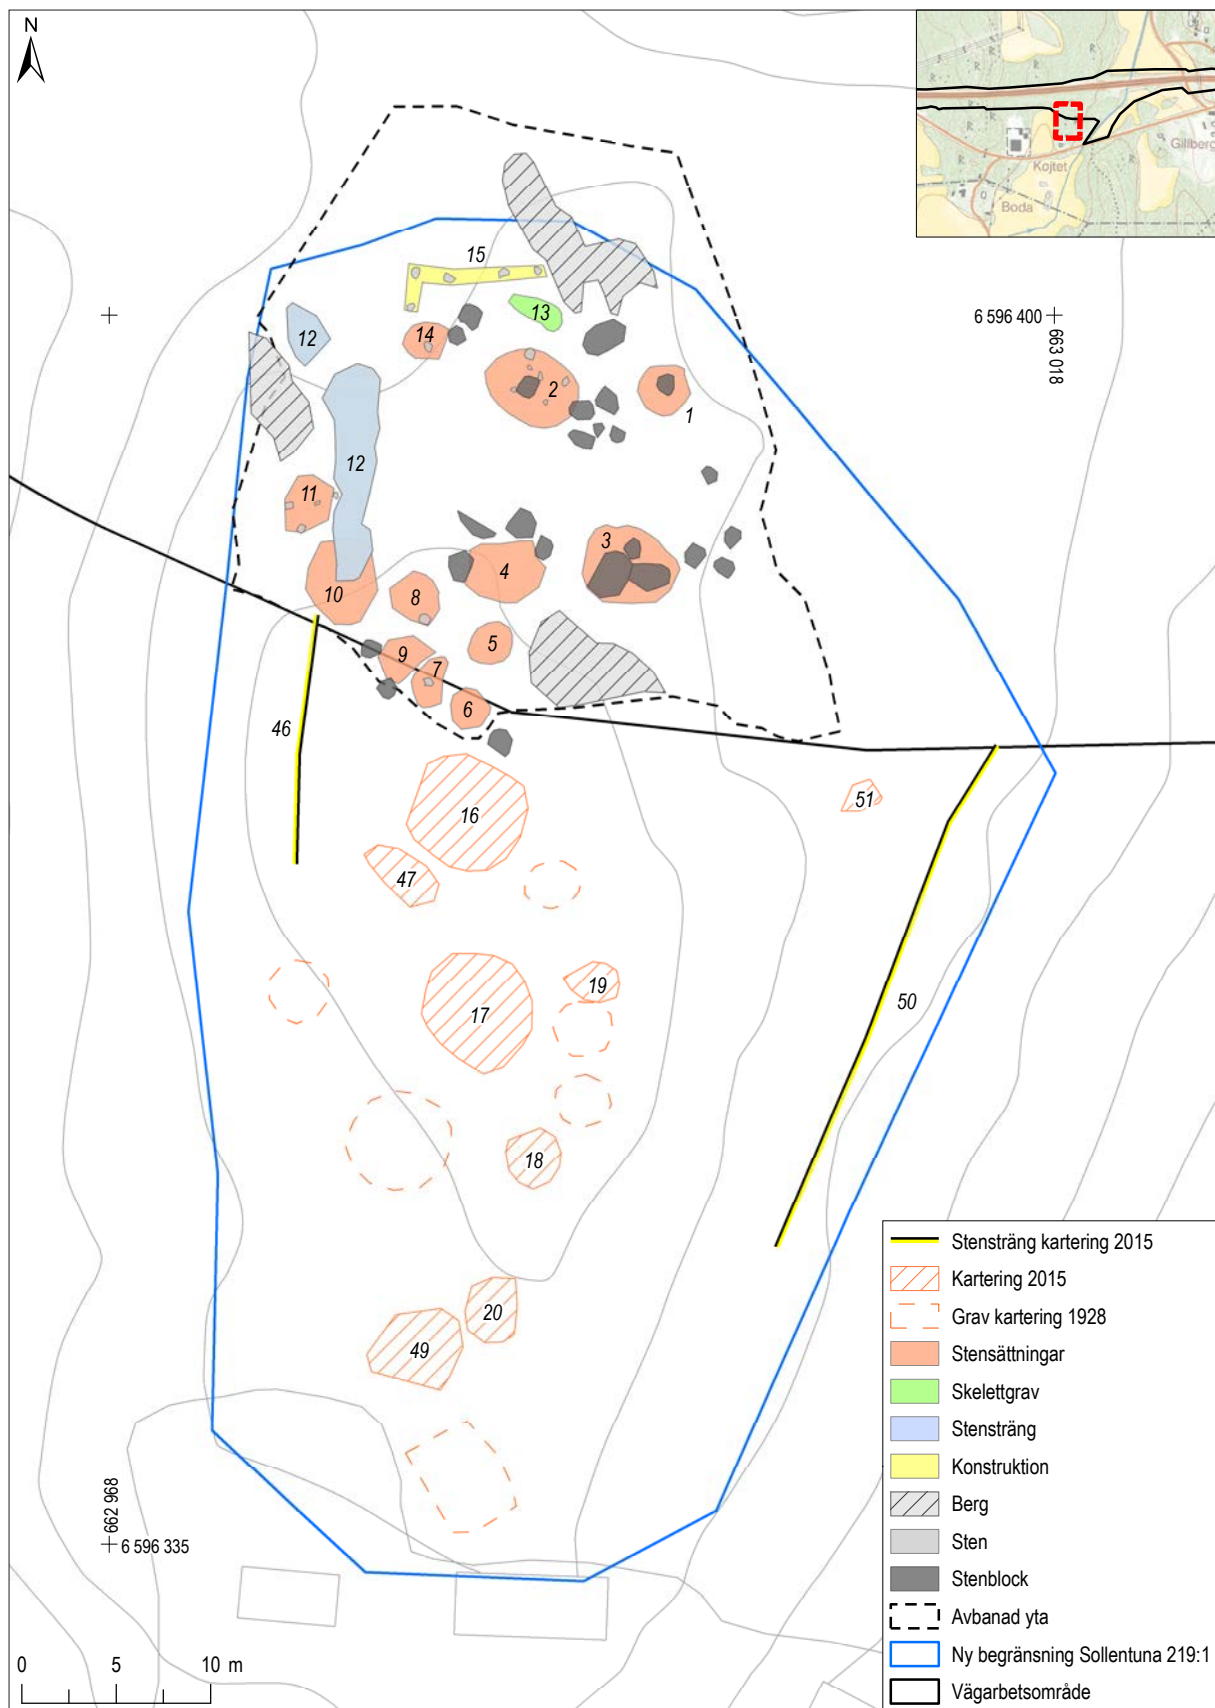 N
Kojtet
Gillberg
Boda
15
13
12
14
2
1
6 596 400
663 018
12
11
3
4
10
8
5
9
7
6
46
16
51
47
19
17
50
18
20
49
662 968
6 596 335
0 5 10 m
Stensträng kartering 2015
Kartering 2015
Grav kartering 1928
Stensättningar
Skelettgrav
Stensträng
Konstruktion
Berg
Sten
Stenblock
Avbanad yta
Ny begränsning Sollentuna 219:1
Vägarbetsområde